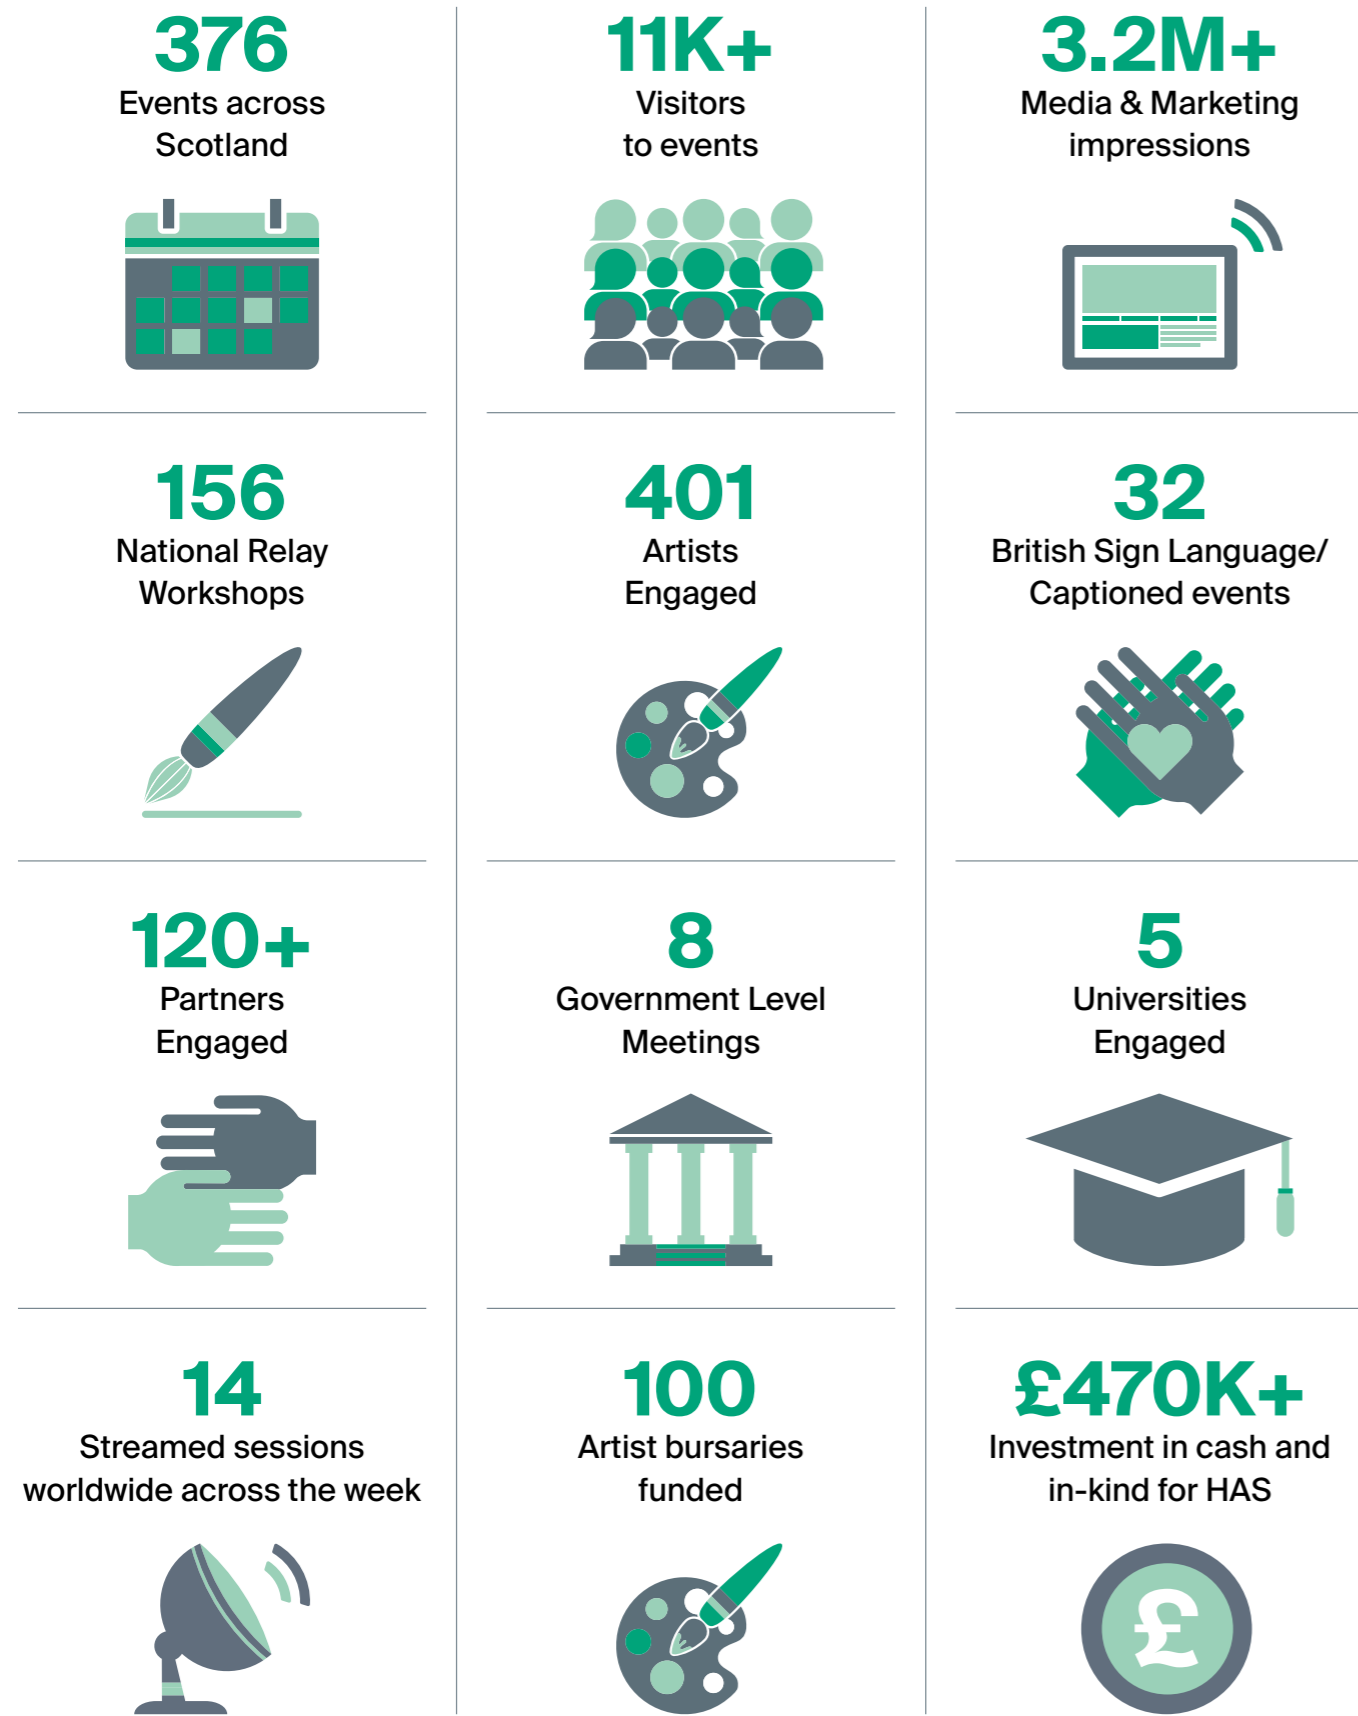 376
Events across
Scotland
11K+
Visitors
to events
3.2M+
Media & Marketing
impressions
156
National Relay
Workshops
401
Artists
Engaged
32
British Sign Language/
Captioned events
120+
Partners
Engaged
8
Government Level
Meetings
5
Universities
Engaged
14
Streamed sessions
worldwide across the week
100
Artist bursaries
funded
£470K+
Investment in cash and
in-kind for HAS
£